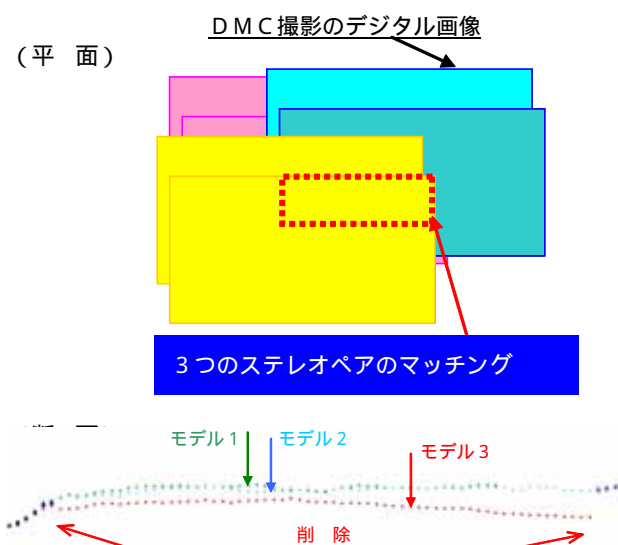 DMC撮影のデジタル画像
(平 面)
3つのステレオペアのマッチング
モデル1
モデル2
モデル3
削 除